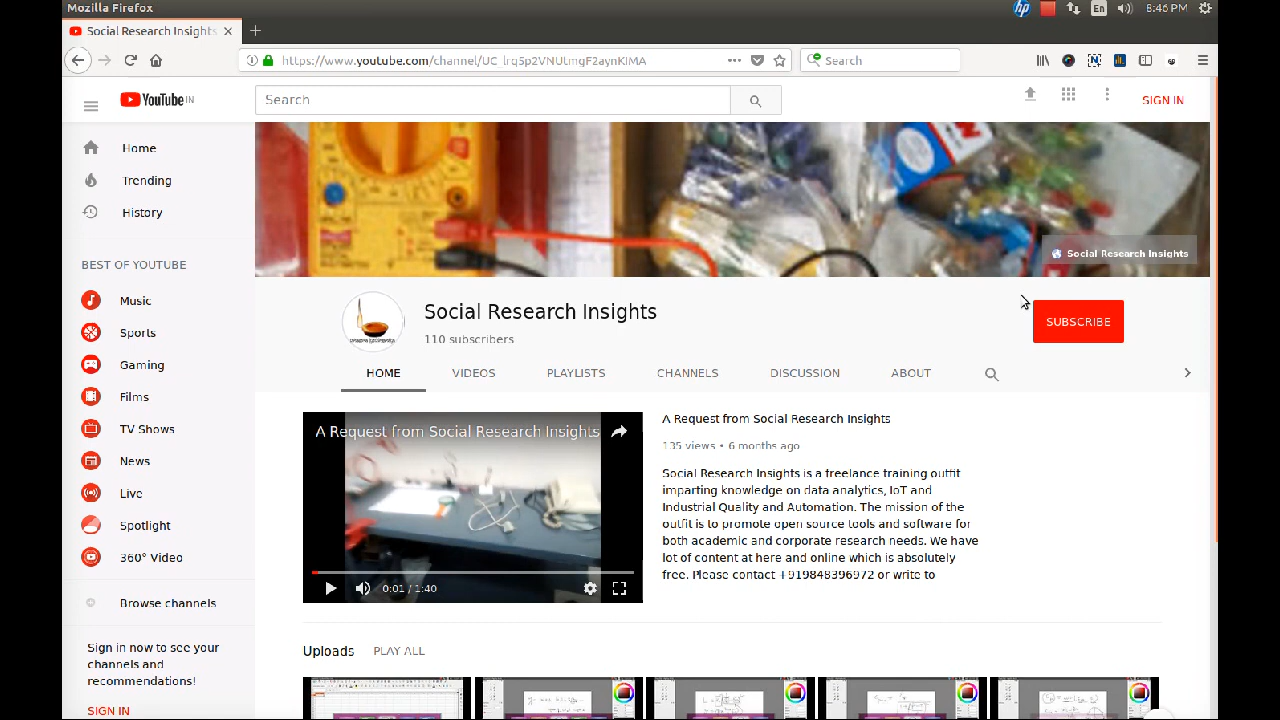 Mozilla Firefox
En
8:46 PM
Social Research Insights
https://www.youtube.com/channel/UC_lrq5p2VNULmgF2aynKIMA
Search
YouTube IN
Search
SIGN IN
Home
Trending
History
BEST OF YOUTUBE
Music
Sports
Gaming
Films
TV Shows
News
Live
Spotlight
360° Video
Browse channels
Sign in now to see your
channels and
recommendations!
SIGN IN
Social Research Insights
Social Research Insights
110 subscribers
SUBSCRIBE
HOME
VIDEOS
PLAYLISTS
CHANNELS
DISCUSSION
ABOUT
A Request from Social Research Insights
0:01 / 1:40
A Request from Social Research Insights
135 views • 6 months ago
Social Research Insights is a freelance training outfit
imparting knowledge on data analytics, IoT and
Industrial Quality and Automation. The mission of the
outfit is to promote open source tools and software for
both academic and corporate research needs. We have
lot of content at here and online which is absolutely
free. Please contact +919848396972 or write to
Uploads
PLAY ALL